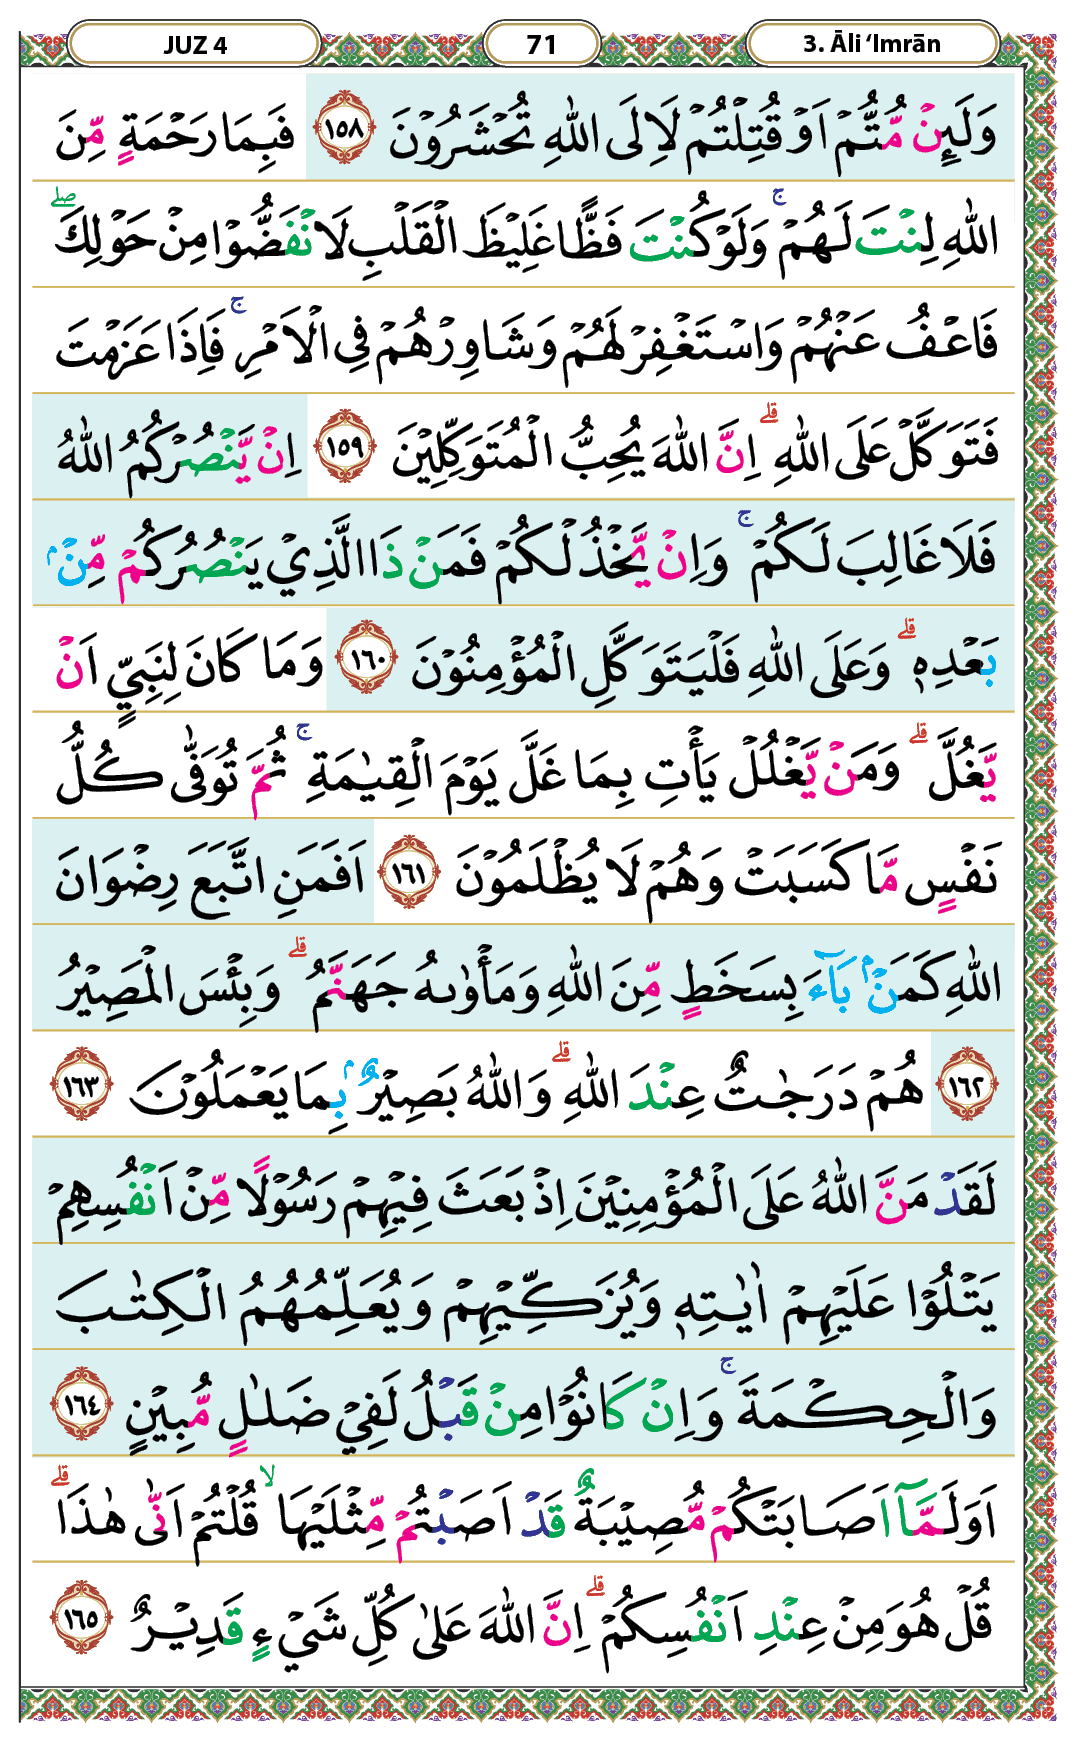 JUZ 4
71
3. Āli ‘Imrān
وَلَىِٕنۡ مُّتُّمۡ اَوۡ قُتِلۡتُمۡ لَاِلَى اللّٰهِ تُحۡشَرُوۡنَ ١٥٨ فَبِمَا رَحۡمَةٍ مِّنَ
اللّٰهِ لِنۡتَ لَهُمۡ ۚ وَلَوۡ كُنۡتَ فَظًّا غَلِيۡظَ الۡقَلۡبِ لَانۡفَضُّوۡا مِنۡ حَوۡلِكَ ۖ
فَاعۡفُ عَنۡهُمۡ وَاسۡتَغۡفِرۡ لَهُمۡ وَشَاوِرۡهُمۡ فِى الۡاَمۡرِ ۚ فَاِذَا عَزَمۡتَ
فَتَوَكَّلۡ عَلَى اللّٰهِ ۗ اِنَّ اللّٰهَ يُحِبُّ الۡمُتَوَكِّلِيۡنَ ١٥٩ اِنۡ يَّنۡصُرۡكُمُ اللّٰهُ
فَلَا غَالِبَ لَكُمۡ ۚ وَاِنۡ يَّخۡذُلۡكُمۡ فَمَنۡ ذَا الَّذِيۡ يَنۡصُرُكُمۡ مِّنۡۢ
بَعۡدِهٖ ۗ وَعَلَى اللّٰهِ فَلۡيَتَوَكَّلِ الۡمُؤۡمِنُوۡنَ ١٦٠ وَمَا كَانَ لِنَبِيٍّ اَنۡ
يَّغُلَّ ۗ وَمَنۡ يَّغۡلُلۡ يَأۡتِ بِمَا غَلَّ يَوۡمَ الۡقِيٰمَةِ ۚ ثُمَّ تُوَفّٰى كُلُّ
نَفۡسٍ مَّا كَسَبَتۡ وَهُمۡ لَا يُظۡلَمُوۡنَ ١٦١ اَفَمَنِ اتَّبَعَ رِضۡوَانَ
اللّٰهِ كَمَنۡۢ بَآءَ بِسَخَطٍ مِّنَ اللّٰهِ وَمَأۡوٰىهُ جَهَنَّمُ ۗ وَبِئۡسَ الۡمَصِيۡرُ
١٦٢ هُمۡ دَرَجٰتٌ عِنۡدَ اللّٰهِ ۗ وَاللّٰهُ بَصِيۡرٌۢ بِمَا يَعۡمَلُوۡنَ ١٦٣
لَقَدۡ مَنَّ اللّٰهُ عَلَى الۡمُؤۡمِنِيۡنَ اِذۡ بَعَثَ فِيۡهِمۡ رَسُوۡلًا مِّنۡ اَنۡفُسِهِمۡ
يَتۡلُوۡا عَلَيۡهِمۡ اٰيٰتِهٖ وَيُزَكِّيۡهِمۡ وَيُعَلِّمُهُمُ الۡكِتٰبَ
وَالۡحِكۡمَةَ ۚ وَاِنۡ كَانُوۡا مِنۡ قَبۡلُ لَفِيۡ ضَلٰلٍ مُّبِيۡنٍ ١٦٤
اَوَلَمَّآ اَصَابَتۡكُمۡ مُّصِيۡبَةٌ قَدۡ اَصَبۡتُمۡ مِّثۡلَيۡهَا ۙ قُلۡتُمۡ اَنّٰى هٰذَا ۗ
قُلۡ هُوَ مِنۡ عِنۡدِ اَنۡفُسِكُمۡ ۗ اِنَّ اللّٰهَ عَلٰى كُلِّ شَيۡءٍ قَدِيۡرٌ ١٦٥